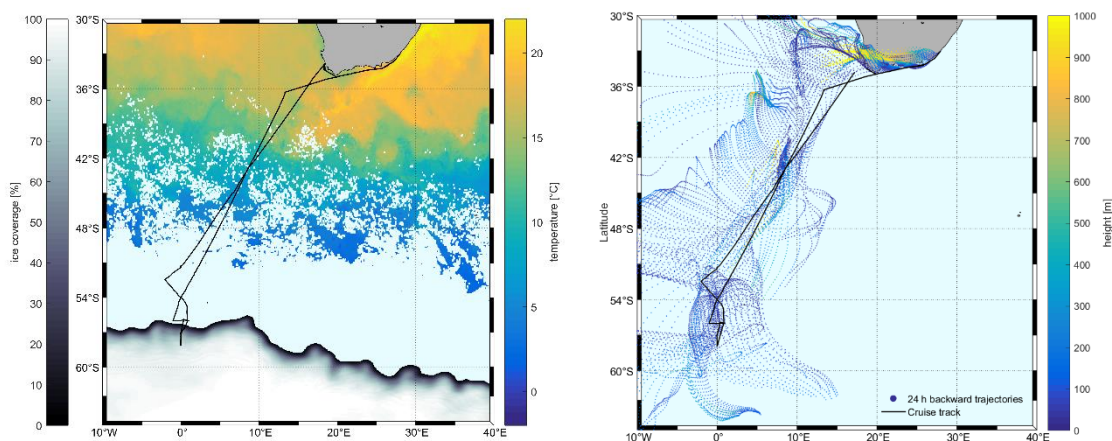 100
90
80
70
60
50
40
30
20
10
0
ice coverage [%]
30°S
36°S
42°S
48°S
54°S
60°S
10°W
0°
10°E
20°E
30°E
40°E
20
15
10
5
0
temperature [°C]
30°S
36°S
42°S
48°S
54°S
60°S
Latitude
24 h backward trajectories
Cruise track
10°W
0°
10°E
20°E
30°E
40°E
1000
900
800
700
600
500
400
300
200
100
0
height [m]